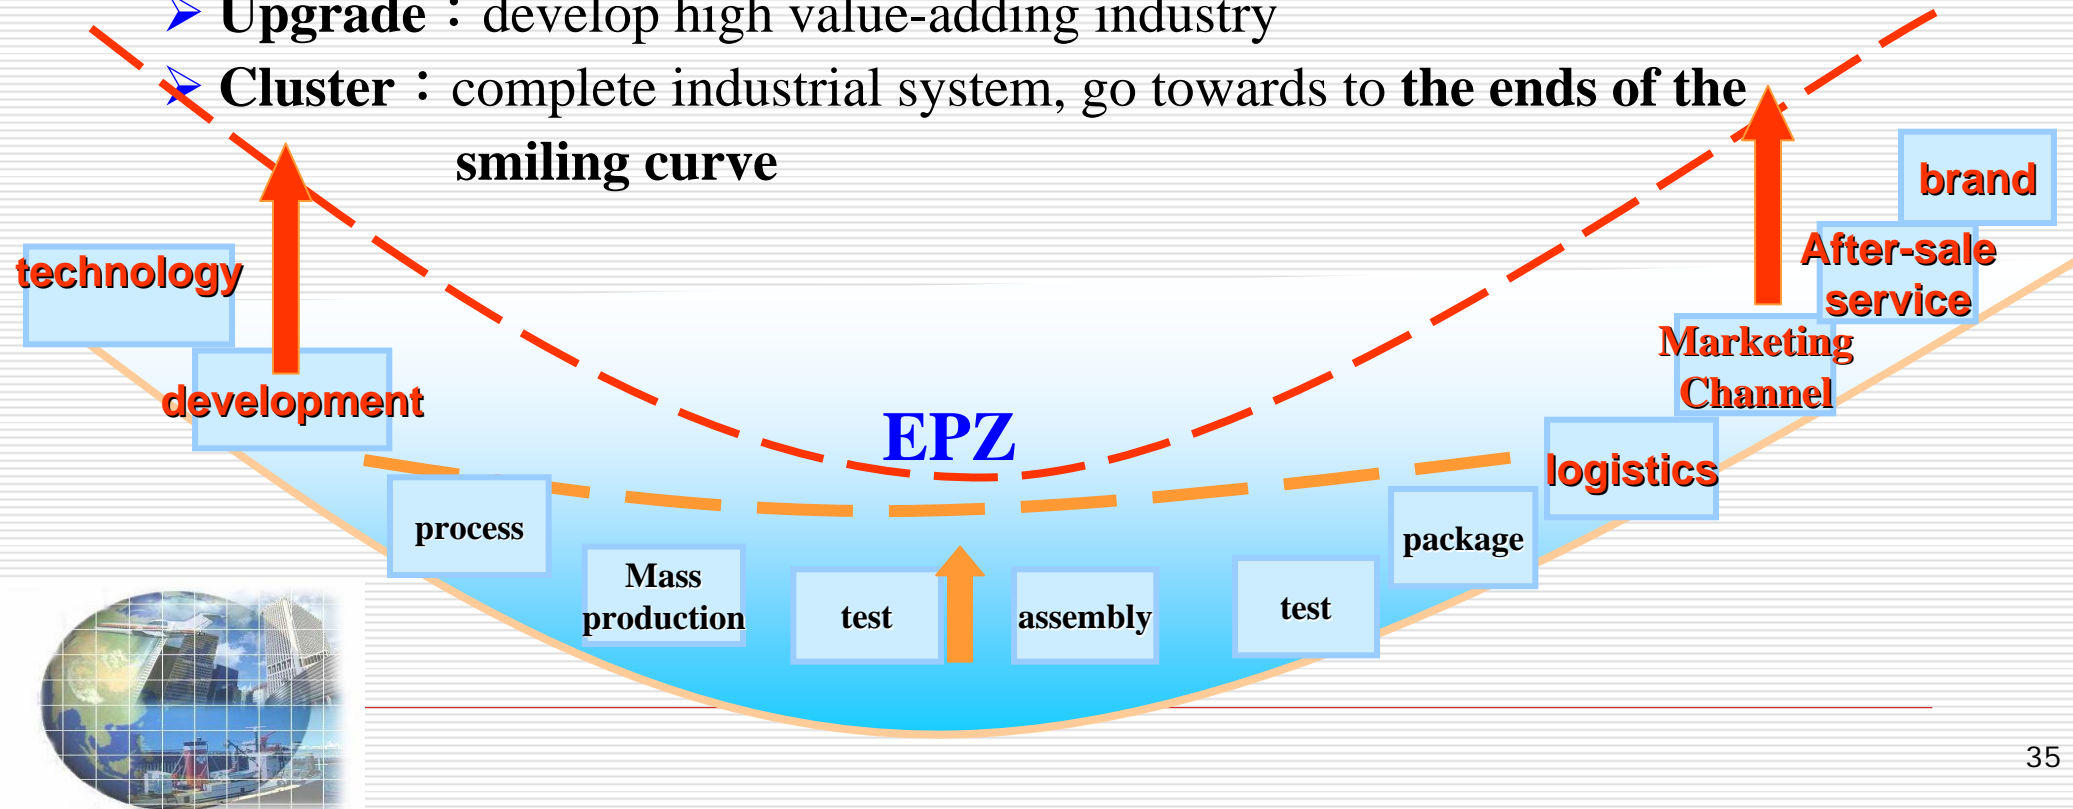 Upgrade：develop high value-adding industry
Cluster：complete industrial system, go towards to the ends of the
smiling curve
brand
After-sale
service
technology
Marketing
Channel
development
EPZ
logistics
process
package
Mass
production
test
assembly
test
35